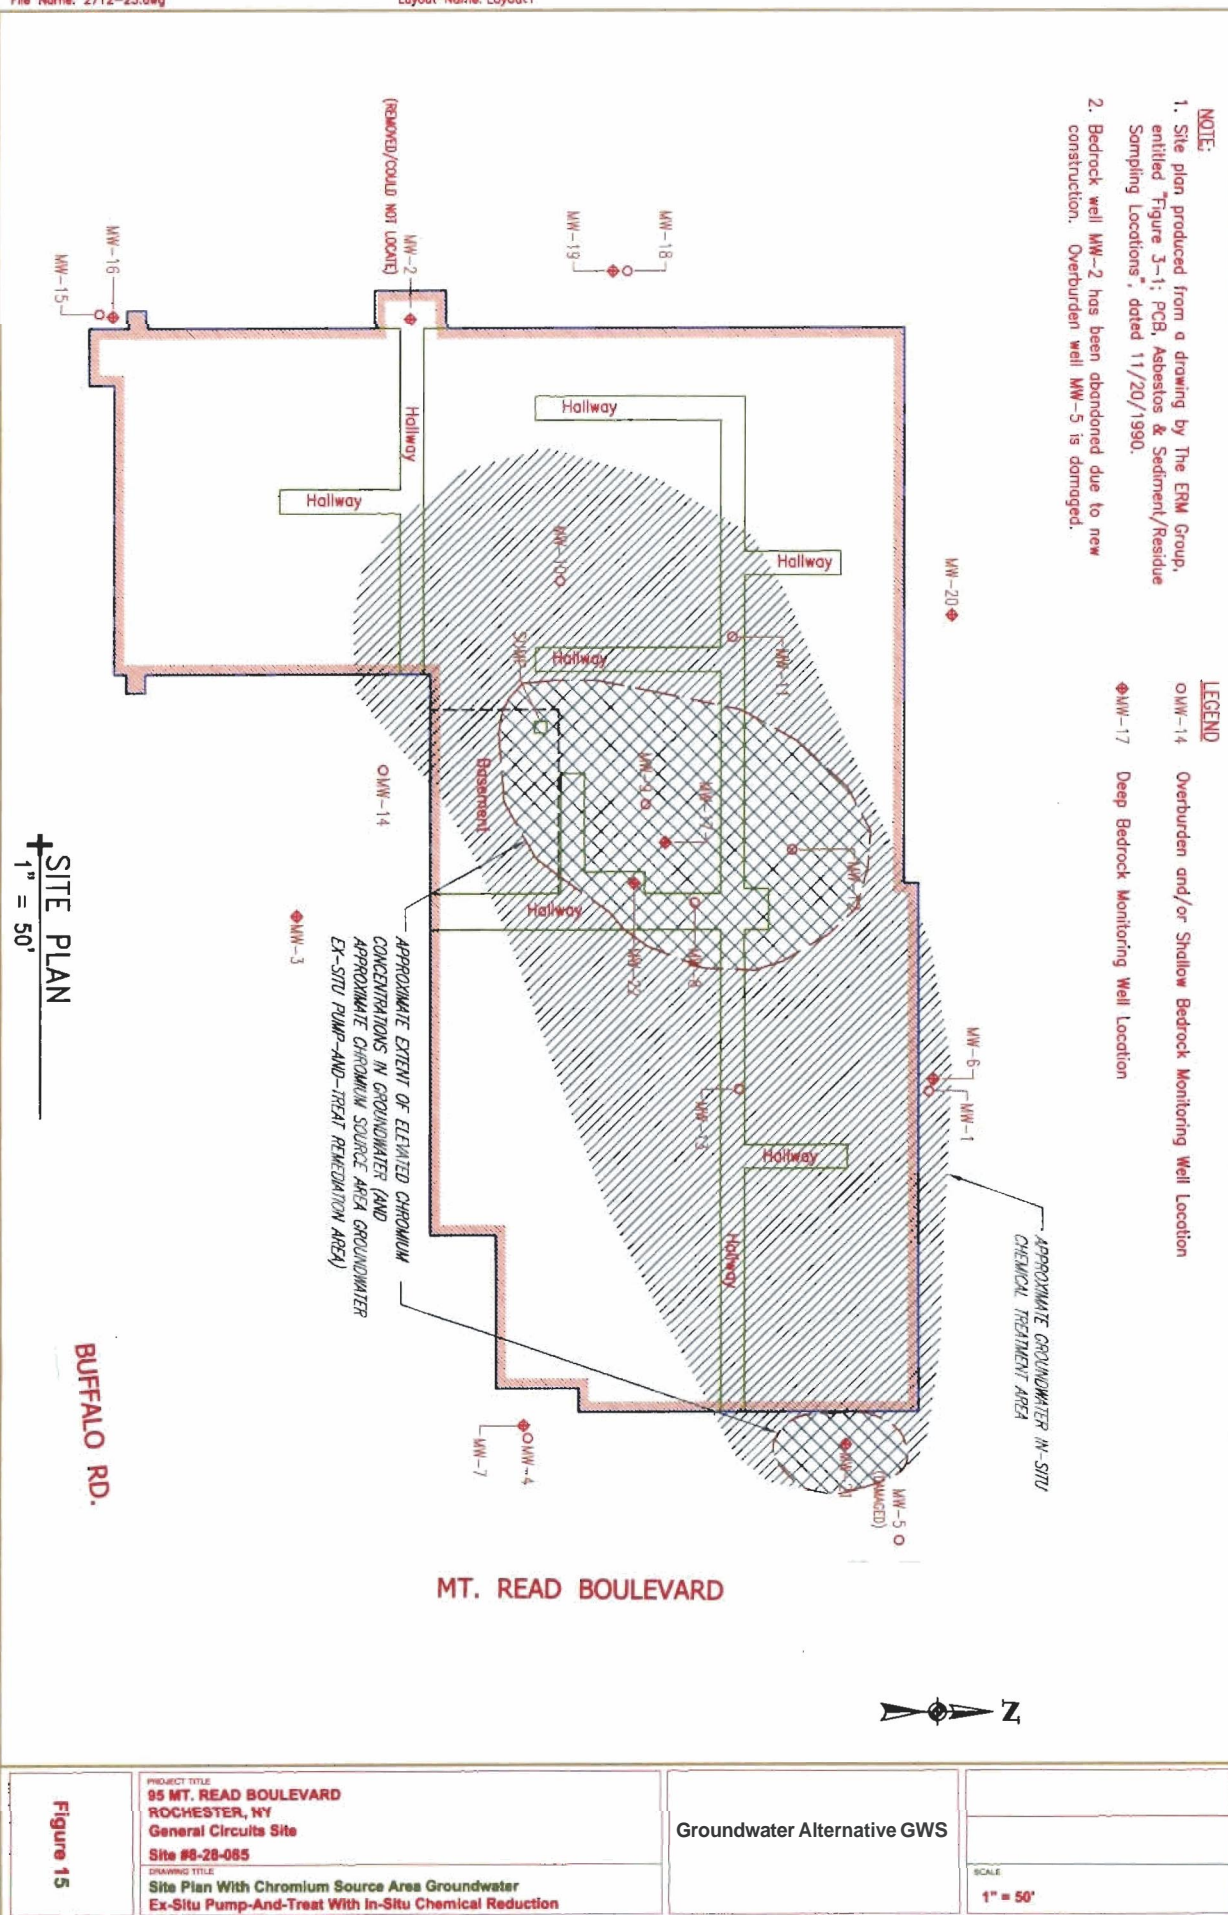 File Name: 2712-25.dwg
Layout Name: Layout1
NOTE:
1. Site plan produced from a drawing by The ERM Group,
entitled "Figure 3-1; PCB, Asbestos & Sediment/Residue
Sampling Locations", dated 11/20/1990.
2. Bedrock well MW-2 has been abandoned due to new
construction. Overburden well MW-5 is damaged.
LEGEND
MW-14 Overburden and/or Shallow Bedrock Monitoring Well Location
MW-17 Deep Bedrock Monitoring Well Location
MW-20
MW-6
MW-1
APPROXIMATE GROUNDWATER IN-SITU
CHEMICAL TREATMENT AREA
MW-18
MW-19
MW-2
(REMOVED/COULD NOT LOCATE)
MW-16
MW-15
Hallway
Hallway
Hallway
Hallway
Hallway
Hallway
Hallway
Hallway
MW-10
MW-11
SUMP
Basement
MW-9
MW-17
MW-12
MW-22
MW-8
MW-13
MW-21
MW-5
(DAMAGED)
MW-4
MW-7
MW-14
MW-3
APPROXIMATE EXTENT OF ELEVATED CHROMIUM
CONCENTRATIONS IN GROUNDWATER (AND
APPROXIMATE CHROMIUM SOURCE AREA GROUNDWATER
EX-SITU PUMP-AND-TREAT REMEDIATION AREA)
SITE PLAN
1" = 50'
BUFFALO RD.
MT. READ BOULEVARD
N
Figure 15
PROJECT TITLE
95 MT. READ BOULEVARD
ROCHESTER, NY
General Circuits Site
Site #8-28-085
DRAWING TITLE
Site Plan With Chromium Source Area Groundwater
Ex-Situ Pump-And-Treat With In-Situ Chemical Reduction
Groundwater Alternative GWS
SCALE
1" = 50'